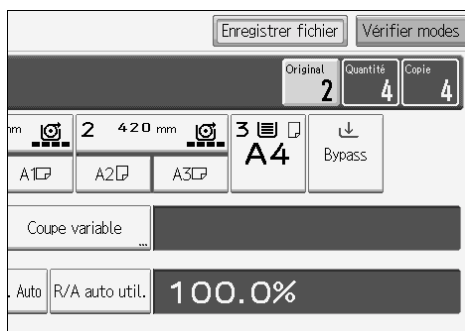 Enregistrer fichier Vérifier modes
Original Quantité Copie
2 4 4
mm 2 420 mm 3
A4 Bypass
A1 A2 A3
Coupe variable ...
. Auto R/A auto util. 100.0%